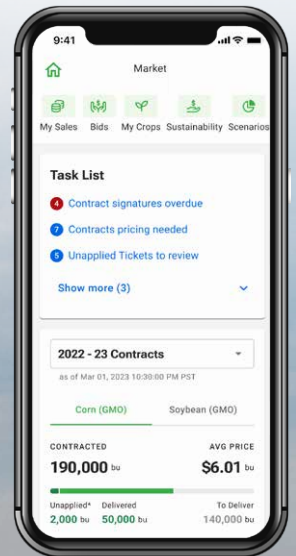 9:41
Market
My Sales Bids My Crops Sustainability Scenarios
Task List
4 Contract signatures overdue
7 Contracts pricing needed
5 Unapplied Tickets to review
Show more (3)
2022 - 23 Contracts
as of Mar 01, 2023 10:39:00 PM PST
Corn (GMO) Soybean (GMO)
CONTRACTED AVG PRICE
190,000 bu $6.01 bu
Unapplied* Delivered To Deliver
2,000 bu 50,000 bu 140,000 bu